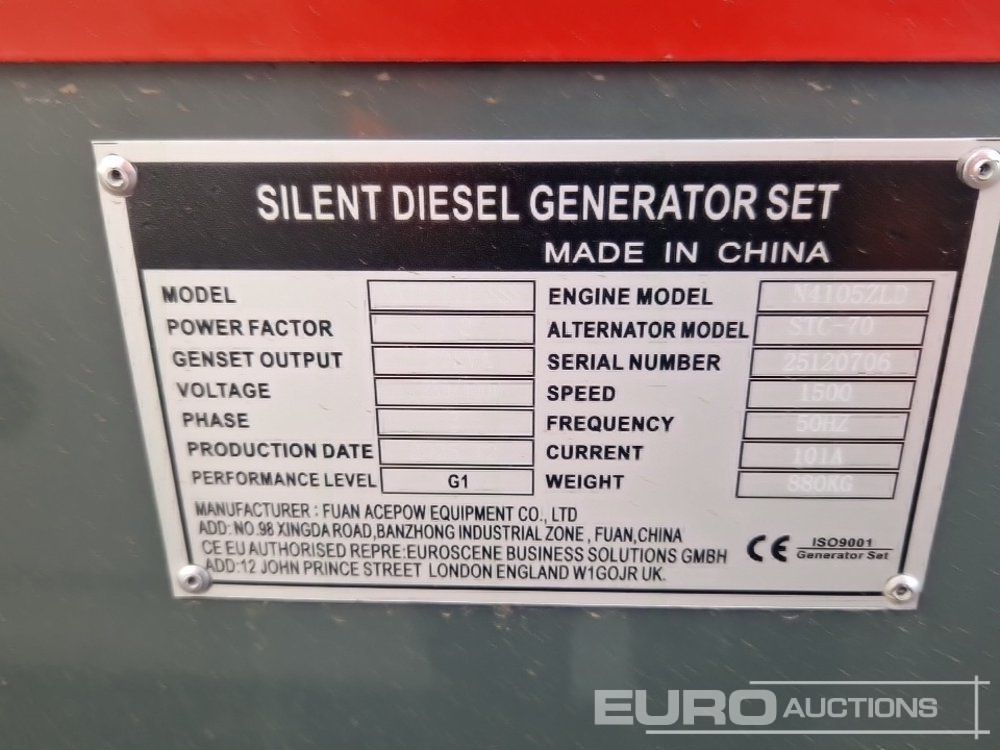 SILENT DIESEL GENERATOR SET
MADE IN CHINA
MODEL
POWER FACTOR
GENSET OUTPUT
VOLTAGE
PHASE
PRODUCTION DATE
PERFORMANCE LEVEL G1
ENGINE MODEL N4105ZLD
ALTERNATOR MODEL STC-70
SERIAL NUMBER 25120706
SPEED 1500
FREQUENCY 50HZ
CURRENT 101A
WEIGHT 880KG
MANUFACTURER : FUAN ACEPOW EQUIPMENT CO., LTD
ADD: NO.98 XINGDA ROAD,BANZHONG INDUSTRIAL ZONE , FUAN,CHINA
CE EU AUTHORISED REPRE:EUROSCENE BUSINESS SOLUTIONS GMBH
ADD:12 JOHN PRINCE STREET LONDON ENGLAND W1G0JR UK.
CE ISO9001
Generator Set
EURO AUCTIONS